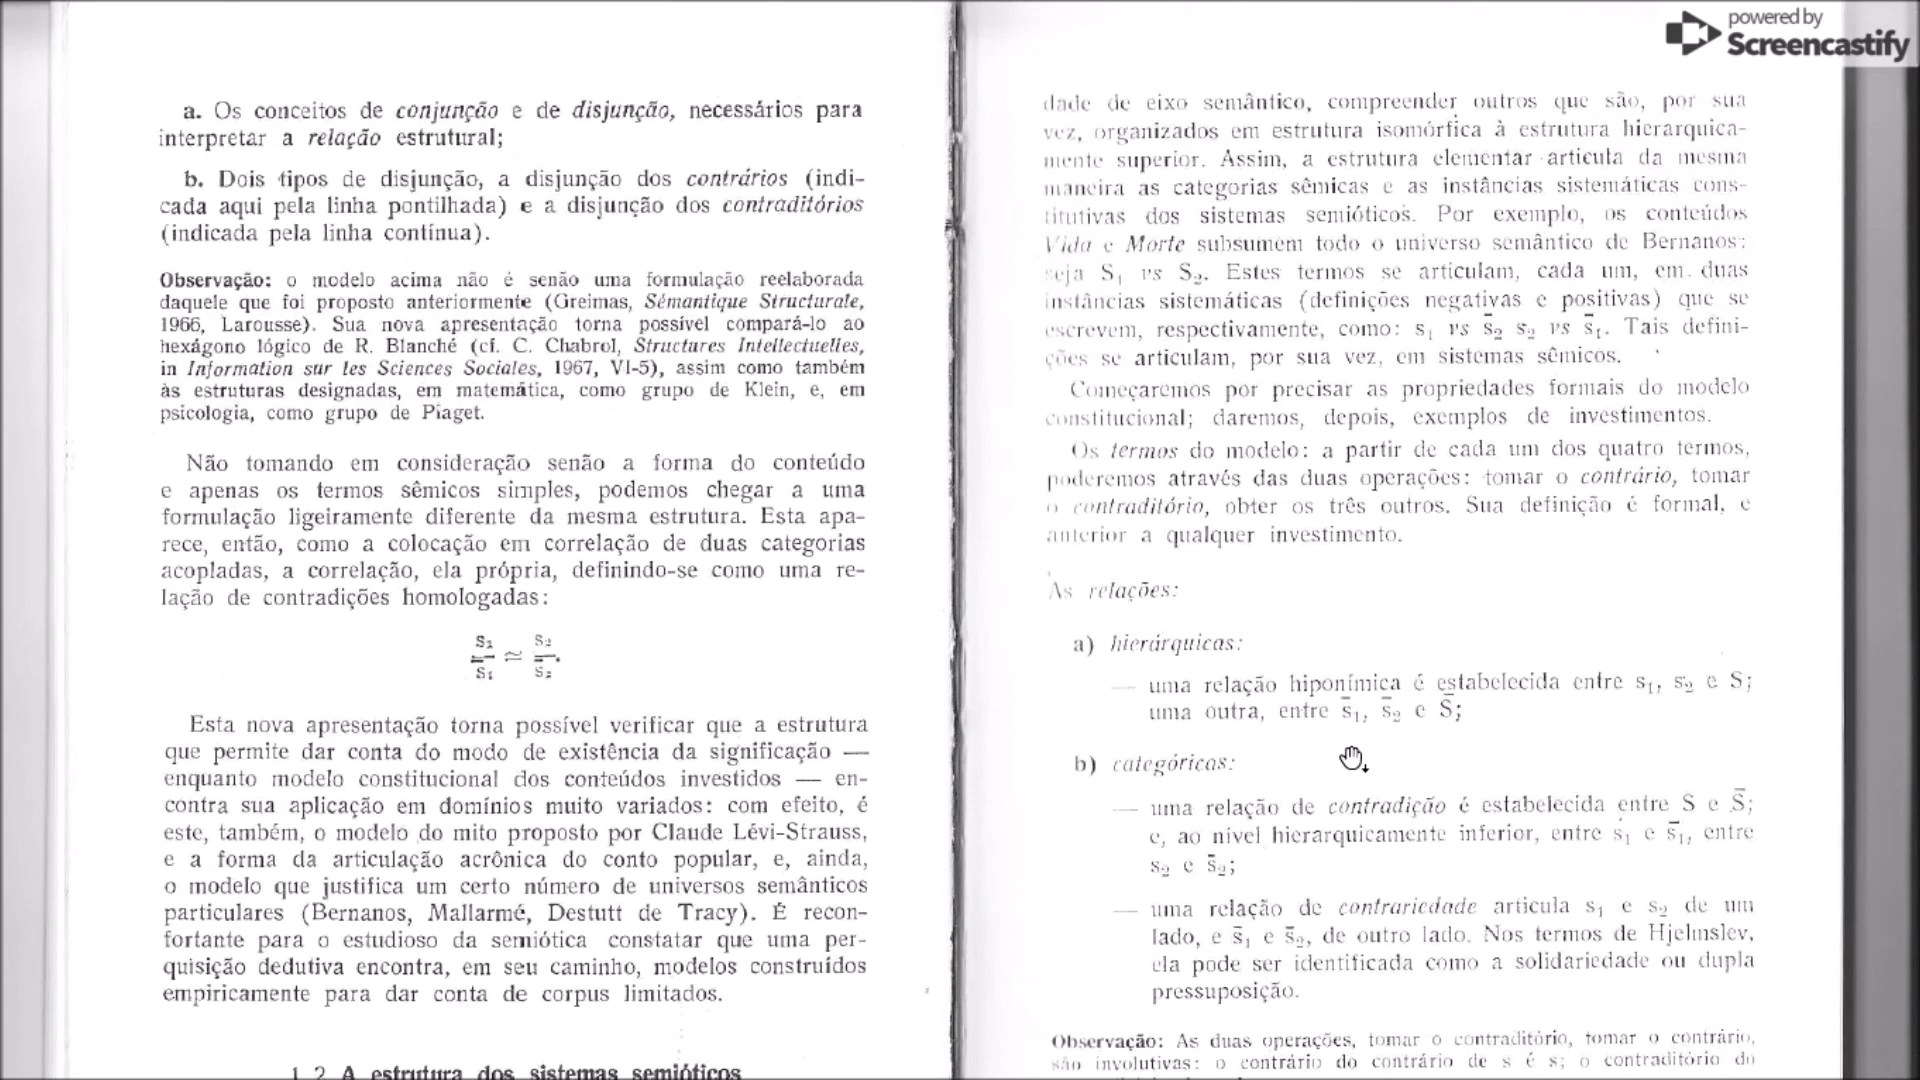 a. Os conceitos de conjunção e de disjunção, necessários para
interpretar a relação estrutural;
b. Dois tipos de disjunção, a disjunção dos contrários (indi-
cada aqui pela linha pontilhada) e a disjunção dos contraditórios
(indicada pela linha contínua).
Observação: o modelo acima não é senão uma formulação reelaborada
daquele que foi proposto anteriormente (Greimas, Sémantique Structurale,
1966, Larousse). Sua nova apresentação torna possível compará-lo ao
hexágono lógico de R. Blanché (cf. C. Chabrol, Structures Intellectuelles,
in Information sur les Sciences Sociales, 1967, VI-5), assim como também
às estruturas designadas, em matemática, como grupo de Klein, e, em
psicologia, como grupo de Piaget.
Não tomando em consideração senão a forma do conteúdo
e apenas os termos sêmicos simples, podemos chegar a uma
formulação ligeiramente diferente da mesma estrutura. Esta apa-
rece, então, como a colocação em correlação de duas categorias
acopladas, a correlação, ela própria, definindo-se como uma re-
lação de contradições homologadas:
s₁ s₂
≃
s̄₁ s̄₂
Esta nova apresentação torna possível verificar que a estrutura
que permite dar conta do modo de existência da significação —
enquanto modelo constitucional dos conteúdos investidos — en-
contra sua aplicação em domínios muito variados: com efeito, é
este, também, o modelo do mito proposto por Claude Lévi-Strauss,
e a forma da articulação acrônica do conto popular, e, ainda,
o modelo que justifica um certo número de universos semânticos
particulares (Bernanos, Mallarmé, Destutt de Tracy). É recon-
fortante para o estudioso da semiótica constatar que uma per-
quisição dedutiva encontra, em seu caminho, modelos construídos
empiricamente para dar conta de corpus limitados.
1.2 A estrutura dos sistemas semióticos
powered by
Screencastify
dade de eixo semântico, compreender outros que são, por sua
vez, organizados em estrutura isomórfica à estrutura hierarquica-
mente superior. Assim, a estrutura elementar articula da mesma
maneira as categorias sêmicas e as instâncias sistemáticas cons-
titutivas dos sistemas semióticos. Por exemplo, os conteúdos
Vida e Morte subsumem todo o universo semântico de Bernanos:
seja S₁ vs S₂. Estes termos se articulam, cada um, em duas
instâncias sistemáticas (definições negativas e positivas) que se
escrevem, respectivamente, como: s₁ vs s̄₂ s₂ vs s̄₁. Tais defini-
ções se articulam, por sua vez, em sistemas sêmicos.
Começaremos por precisar as propriedades formais do modelo
constitucional; daremos, depois, exemplos de investimentos.
Os termos do modelo: a partir de cada um dos quatro termos,
poderemos através das duas operações: tomar o contrário, tomar
o contraditório, obter os três outros. Sua definição é formal, e
anterior a qualquer investimento.
As relações:
a) hierárquicas:
— uma relação hiponímica é estabelecida entre s₁, s₂ e S;
uma outra, entre s̄₁, s̄₂ e S̄;
b) categóricas:
— uma relação de contradição é estabelecida entre S e S̄;
e, ao nível hierarquicamente inferior, entre s₁ e s̄₁, entre
s₂ e s̄₂;
— uma relação de contrariedade articula s₁ e s₂ de um
lado, e s̄₁ e s̄₂, de outro lado. Nos termos de Hjelmslev,
ela pode ser identificada como a solidariedade ou dupla
pressuposição.
Observação: As duas operações, tomar o contraditório, tomar o contrário,
são involutivas: o contrário do contrário de s é s; o contraditório do